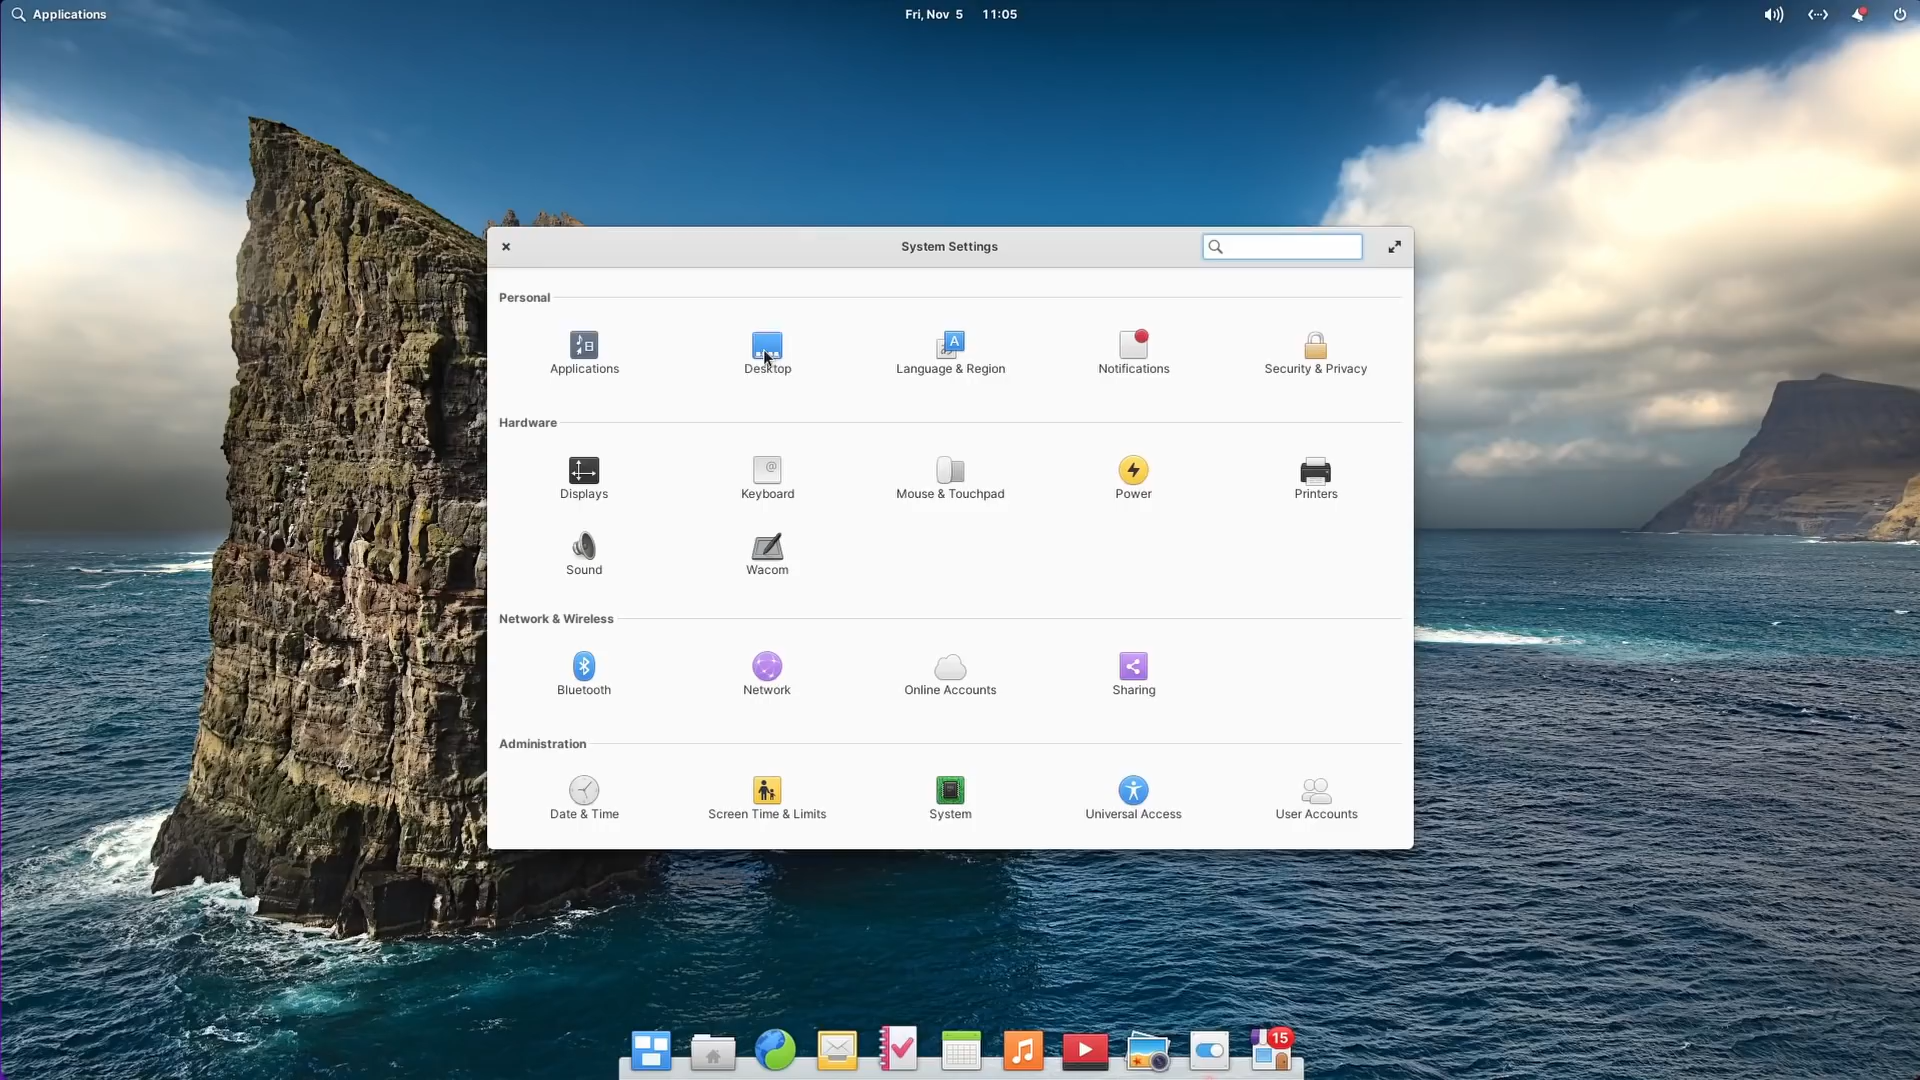 Applications
Fri, Nov 5 11:05
System Settings
Personal
Applications
Desktop
Language & Region
Notifications
Security & Privacy
Hardware
Displays
Keyboard
Mouse & Touchpad
Power
Printers
Sound
Wacom
Network & Wireless
Bluetooth
Network
Online Accounts
Sharing
Administration
Date & Time
Screen Time & Limits
System
Universal Access
User Accounts
15